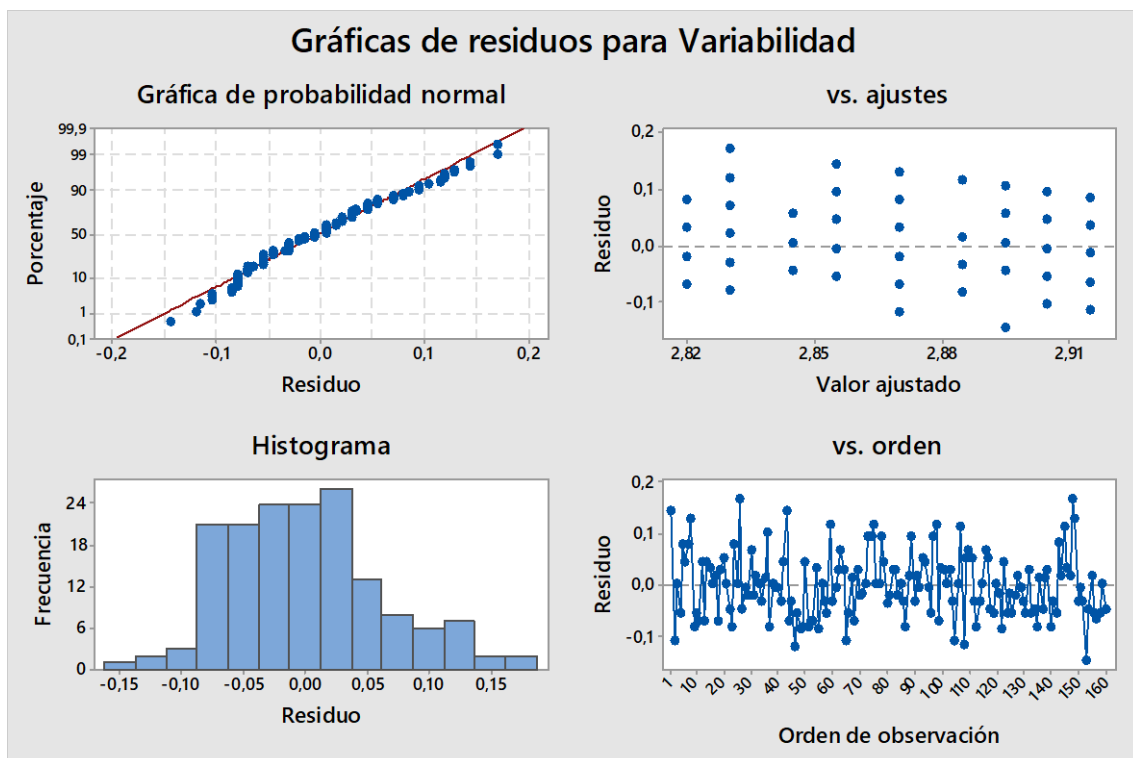 Gráficas de residuos para Variabilidad
Gráfica de probabilidad normal
99,9
99
90
50
10
1
0,1
Porcentaje
-0,2 -0,1 0,0 0,1 0,2
Residuo
vs. ajustes
0,2
0,1
0,0
-0,1
Residuo
2,82 2,85 2,88 2,91
Valor ajustado
Histograma
24
18
12
6
0
Frecuencia
-0,15 -0,10 -0,05 0,00 0,05 0,10 0,15
Residuo
vs. orden
0,2
0,1
0,0
-0,1
Residuo
1 10 20 30 40 50 60 70 80 90 100 110 120 130 140 150 160
Orden de observación